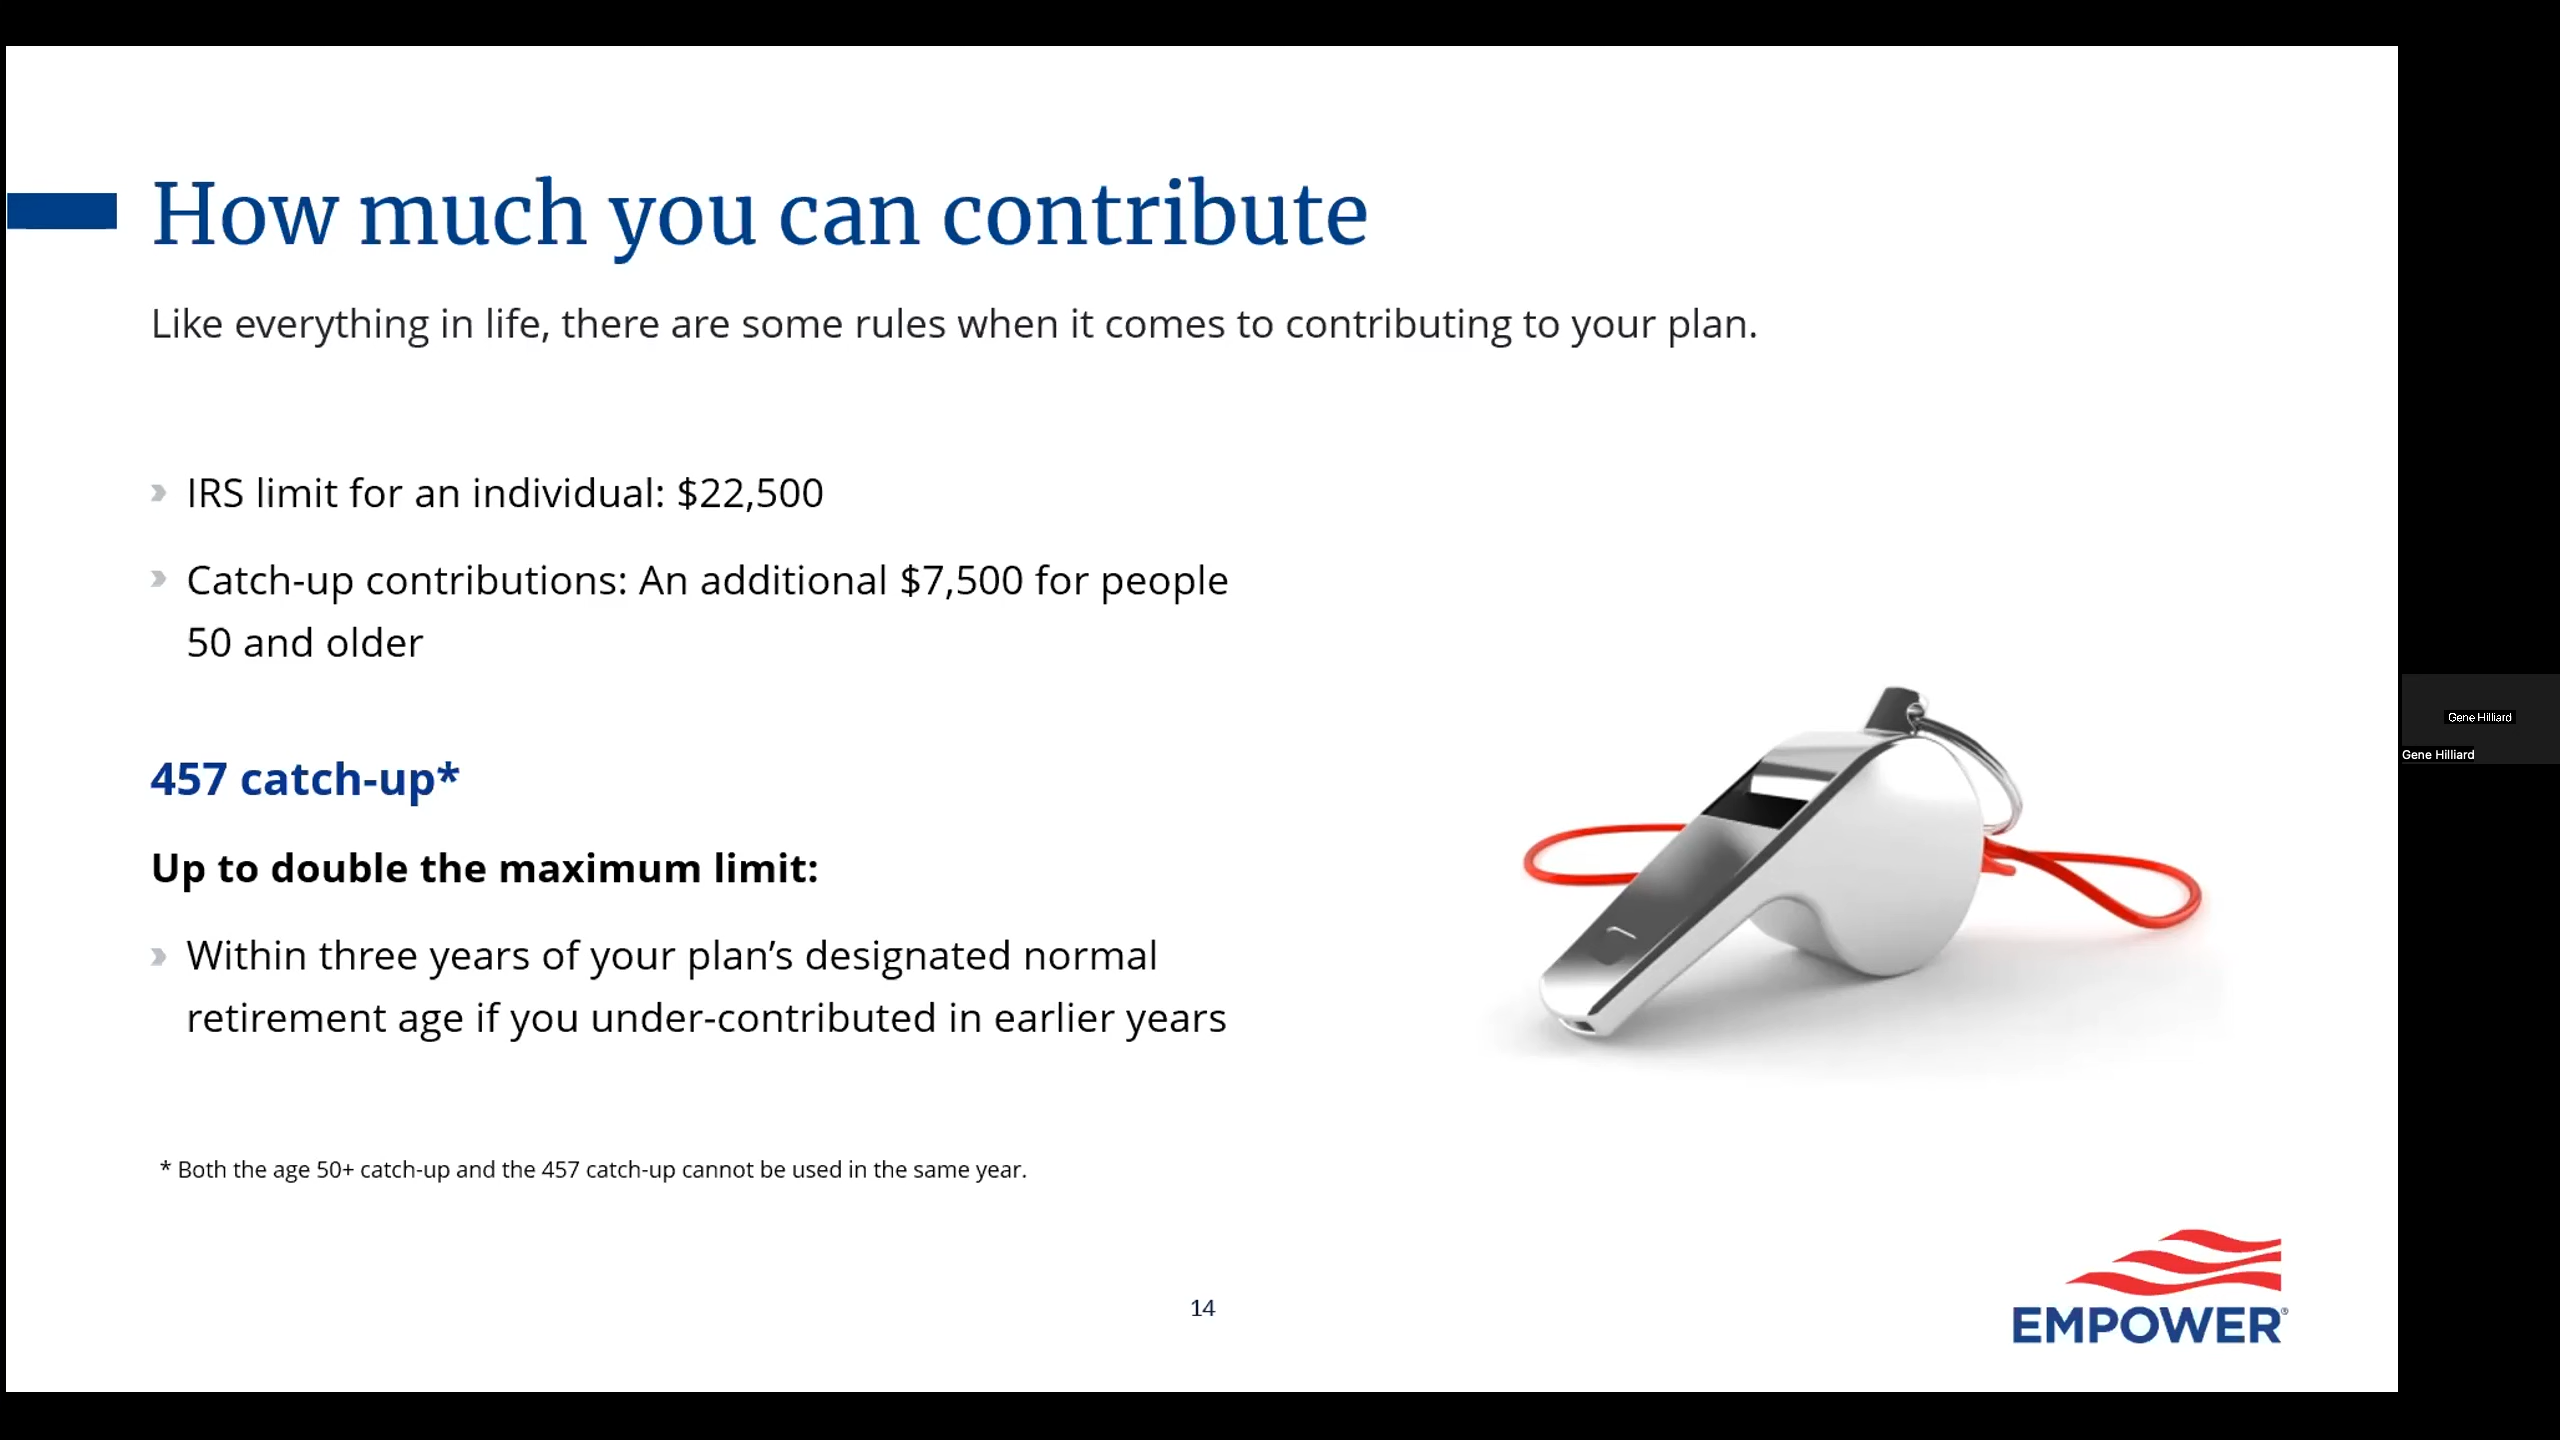 How much you can contribute
Like everything in life, there are some rules when it comes to contributing to your plan.
» IRS limit for an individual: $22,500
» Catch-up contributions: An additional $7,500 for people
50 and older
457 catch-up*
Up to double the maximum limit:
» Within three years of your plan’s designated normal
retirement age if you under-contributed in earlier years
* Both the age 50+ catch-up and the 457 catch-up cannot be used in the same year.
14
EMPOWER®
Gene Hilliard
Gene Hilliard